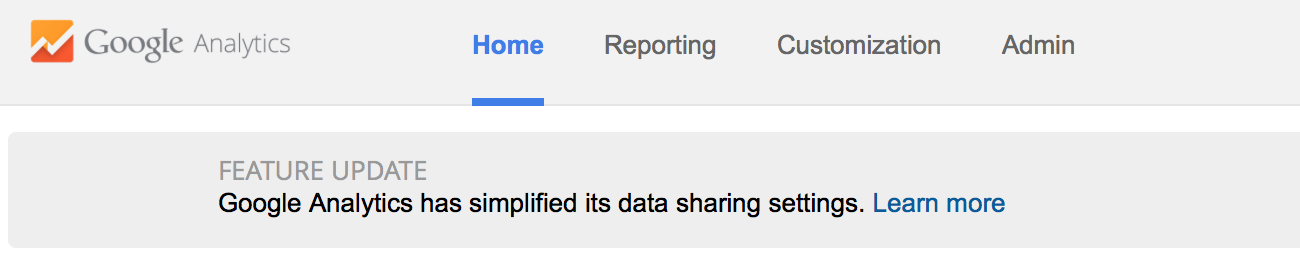 Google Analytics Home Reporting Customization Admin
FEATURE UPDATE
Google Analytics has simplified its data sharing settings. Learn more